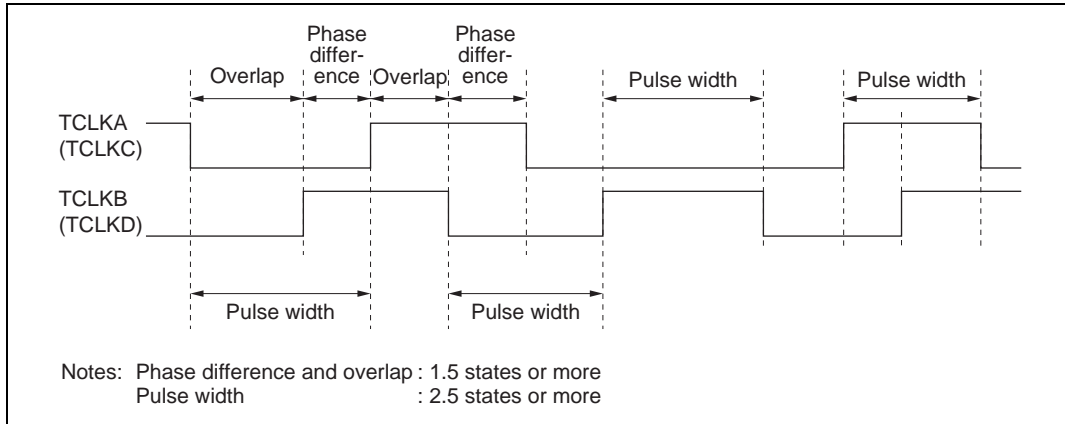 Phase
differ-
ence
Phase
differ-
ence
Overlap
Overlap
Pulse width
Pulse width
TCLKA
(TCLKC)
TCLKB
(TCLKD)
Pulse width
Pulse width
Notes: Phase difference and overlap : 1.5 states or more
Pulse width : 2.5 states or more